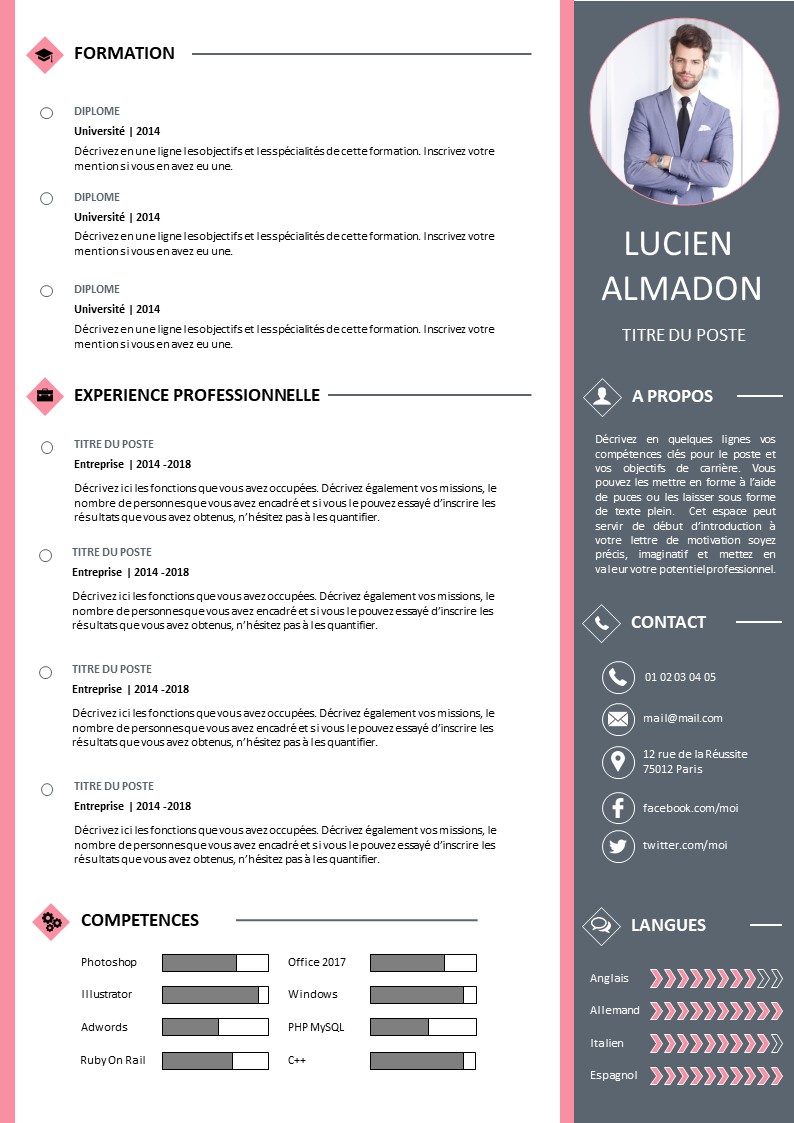 FORMATION
DIPLOME
Université | 2014
Décrivez en une ligne les objectifs et les spécialités de cette formation. Inscrivez votre
mention si vous en avez eu une.
DIPLOME
Université | 2014
Décrivez en une ligne les objectifs et les spécialités de cette formation. Inscrivez votre
mention si vous en avez eu une.
DIPLOME
Université | 2014
Décrivez en une ligne les objectifs et les spécialités de cette formation. Inscrivez votre
mention si vous en avez eu une.
EXPERIENCE PROFESSIONNELLE
TITRE DU POSTE
Entreprise | 2014 -2018
Décrivez ici les fonctions que vous avez occupées. Décrivez également vos missions, le
nombre de personnes que vous avez encadré et si vous le pouvez essayé d’inscrire les
résultats que vous avez obtenus, n’hésitez pas à les quantifier.
TITRE DU POSTE
Entreprise | 2014 -2018
Décrivez ici les fonctions que vous avez occupées. Décrivez également vos missions, le
nombre de personnes que vous avez encadré et si vous le pouvez essayé d’inscrire les
résultats que vous avez obtenus, n’hésitez pas à les quantifier.
TITRE DU POSTE
Entreprise | 2014 -2018
Décrivez ici les fonctions que vous avez occupées. Décrivez également vos missions, le
nombre de personnes que vous avez encadré et si vous le pouvez essayé d’inscrire les
résultats que vous avez obtenus, n’hésitez pas à les quantifier.
TITRE DU POSTE
Entreprise | 2014 -2018
Décrivez ici les fonctions que vous avez occupées. Décrivez également vos missions, le
nombre de personnes que vous avez encadré et si vous le pouvez essayé d’inscrire les
résultats que vous avez obtenus, n’hésitez pas à les quantifier.
COMPETENCES
Photoshop
Illustrator
Adwords
Ruby On Rail
Office 2017
Windows
PHP MySQL
C++
LUCIEN
ALMADON
TITRE DU POSTE
A PROPOS
Décrivez en quelques lignes vos
compétences clés pour le poste et
vos objectifs de carrière. Vous
pouvez les mettre en forme à l’aide
de puces ou les laisser sous forme
de texte plein. Cet espace peut
servir de début d’introduction à
votre lettre de motivation soyez
précis, imaginatif et mettez en
valeur votre potentiel professionnel.
CONTACT
01 02 03 04 05
mail@mail.com
12 rue de la Réussite
75012 Paris
facebook.com/moi
twitter.com/moi
LANGUES
Anglais
Allemand
Italien
Espagnol